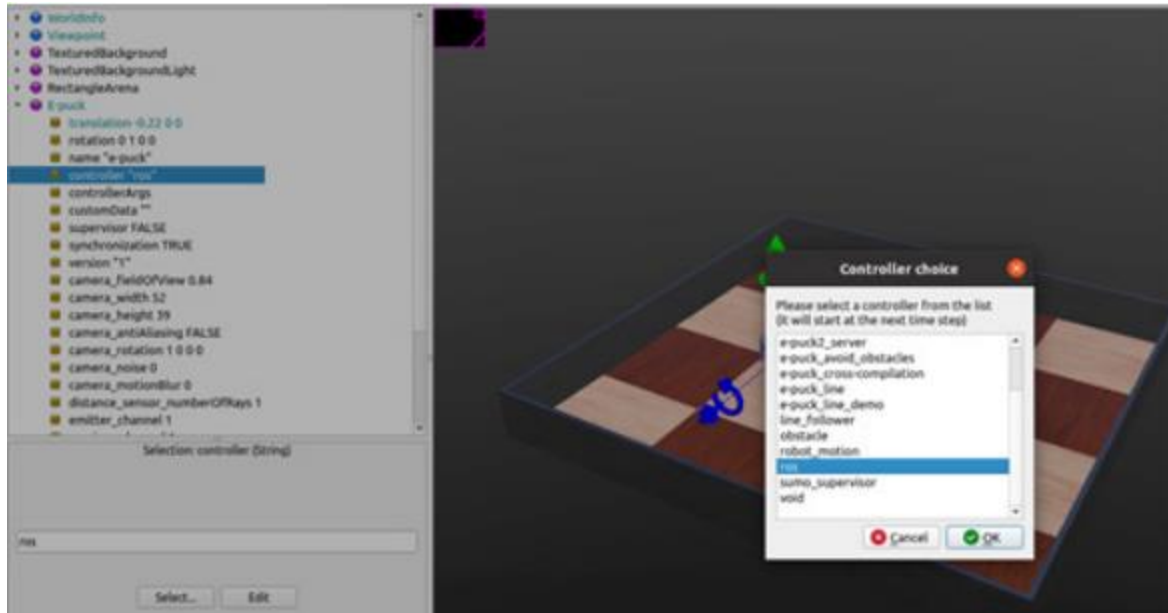 WorldInfo
Viewpoint
TexturedBackground
TexturedBackgroundLight
RectangleArena
E-puck
translation -0.22 0 0
rotation 0 1 0 0
name "e-puck"
controller "ros"
controllerArgs
customData ""
supervisor FALSE
synchronization TRUE
version "1"
camera_fieldOfView 0.84
camera_width 52
camera_height 39
camera_antiAliasing FALSE
camera_rotation 1 0 0 0
camera_noise 0
camera_motionBlur 0
distance_sensor_numberOfRays 1
emitter_channel 1
Selection: controller (String)
ros
Select...
Edit
Controller choice
Please select a controller from the list
(it will start at the next time step)
e-puck2_server
e-puck_avoid_obstacles
e-puck_cross-compilation
e-puck_line
e-puck_line_demo
line_follower
obstacle
robot_motion
ros
sumo_supervisor
void
Cancel
OK